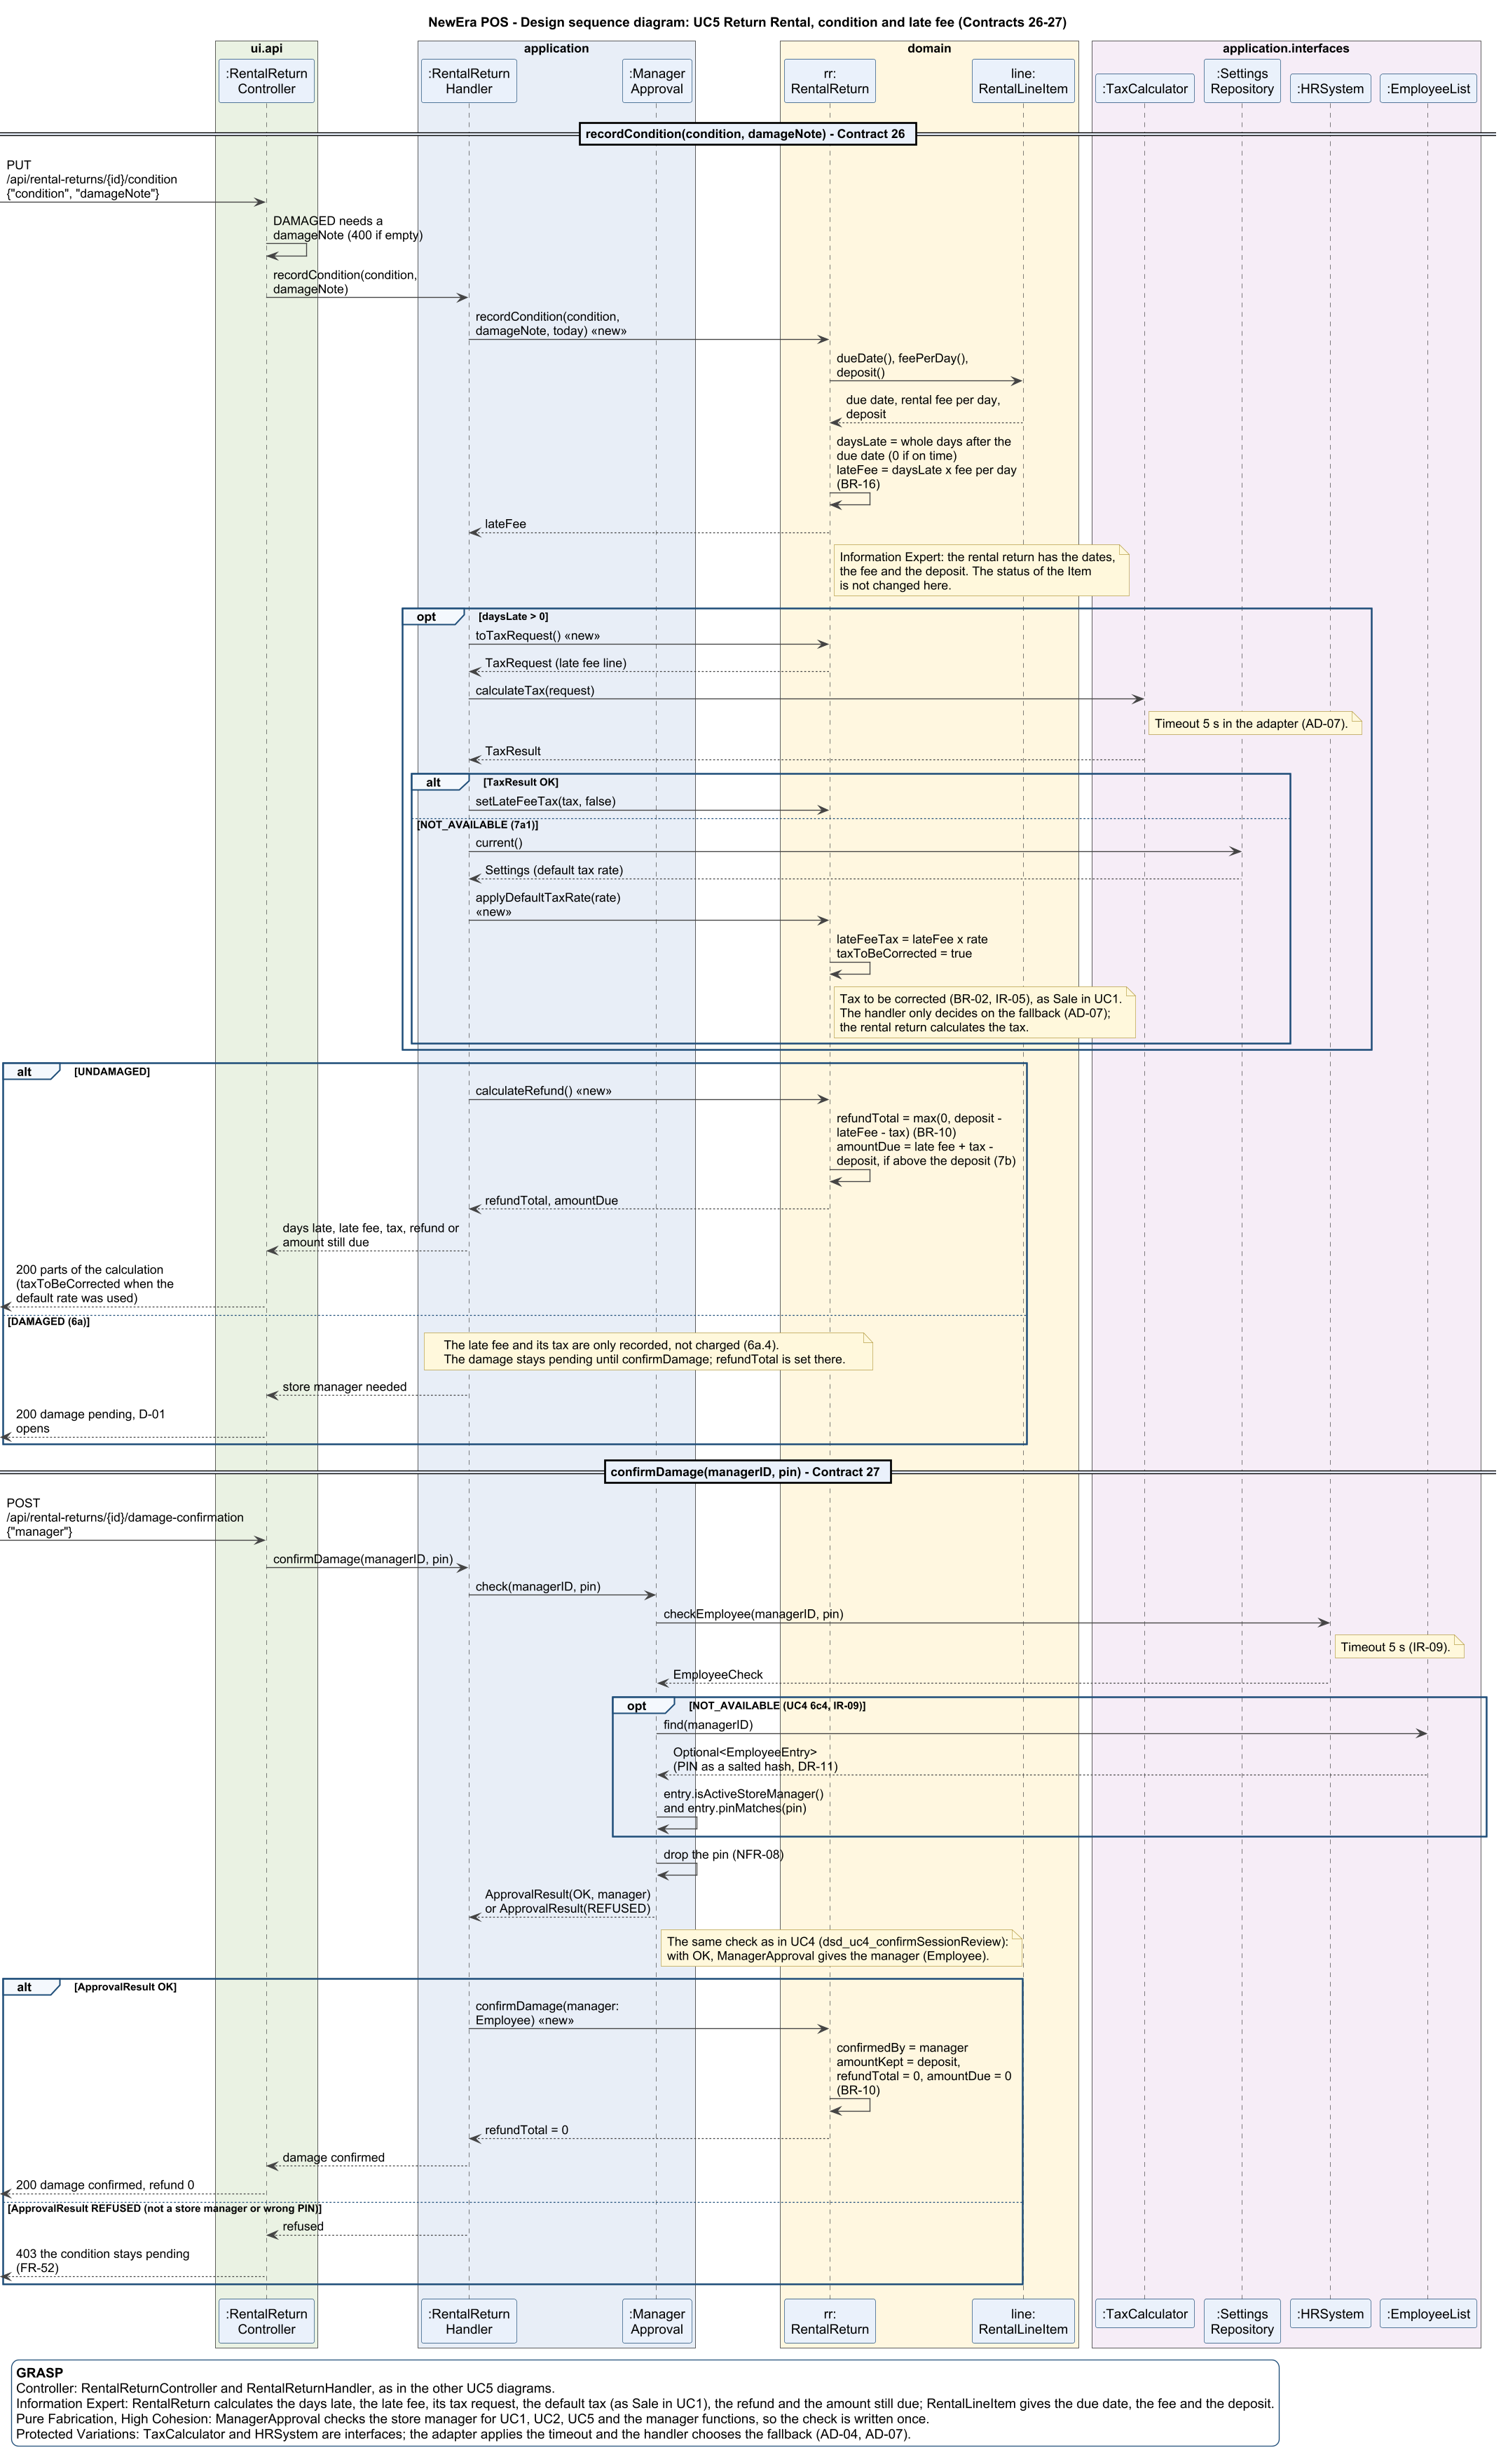 NewEra POS - Design sequence diagram: UC5 Return Rental, condition and late fee (Contracts 26-27)
ui.api
application
domain
application.interfaces
:RentalReturn
Controller
:RentalReturn
Handler
:Manager
Approval
rr:
RentalReturn
line:
RentalLineItem
:TaxCalculator
:Settings
Repository
:HRSystem
:EmployeeList
recordCondition(condition, damageNote) - Contract 26
PUT
/api/rental-returns/{id}/condition
{"condition", "damageNote"}
DAMAGED needs a
damageNote (400 if empty)
recordCondition(condition,
damageNote)
recordCondition(condition,
damageNote, today) «new»
dueDate(), feePerDay(),
deposit()
due date, rental fee per day,
deposit
daysLate = whole days after the
due date (0 if on time)
lateFee = daysLate x fee per day
(BR-16)
lateFee
Information Expert: the rental return has the dates,
the fee and the deposit. The status of the Item
is not changed here.
opt
[daysLate > 0]
toTaxRequest() «new»
TaxRequest (late fee line)
calculateTax(request)
Timeout 5 s in the adapter (AD-07).
TaxResult
alt
[TaxResult OK]
setLateFeeTax(tax, false)
[NOT_AVAILABLE (7a1)]
current()
Settings (default tax rate)
applyDefaultTaxRate(rate)
«new»
lateFeeTax = lateFee x rate
taxToBeCorrected = true
Tax to be corrected (BR-02, IR-05), as Sale in UC1.
The handler only decides on the fallback (AD-07);
the rental return calculates the tax.
alt
[UNDAMAGED]
calculateRefund() «new»
refundTotal = max(0, deposit -
lateFee - tax) (BR-10)
amountDue = late fee + tax -
deposit, if above the deposit (7b)
refundTotal, amountDue
days late, late fee, tax, refund or
amount still due
200 parts of the calculation
(taxToBeCorrected when the
default rate was used)
[DAMAGED (6a)]
The late fee and its tax are only recorded, not charged (6a.4).
The damage stays pending until confirmDamage; refundTotal is set there.
store manager needed
200 damage pending, D-01
opens
confirmDamage(managerID, pin) - Contract 27
POST
/api/rental-returns/{id}/damage-confirmation
{"manager"}
confirmDamage(managerID, pin)
check(managerID, pin)
checkEmployee(managerID, pin)
Timeout 5 s (IR-09).
EmployeeCheck
opt
[NOT_AVAILABLE (UC4 6c4, IR-09)]
find(managerID)
Optional<EmployeeEntry>
(PIN as a salted hash, DR-11)
entry.isActiveStoreManager()
and entry.pinMatches(pin)
drop the pin (NFR-08)
ApprovalResult(OK, manager)
or ApprovalResult(REFUSED)
The same check as in UC4 (dsd_uc4_confirmSessionReview):
with OK, ManagerApproval gives the manager (Employee).
alt
[ApprovalResult OK]
confirmDamage(manager:
Employee) «new»
confirmedBy = manager
amountKept = deposit,
refundTotal = 0, amountDue = 0
(BR-10)
refundTotal = 0
damage confirmed
200 damage confirmed, refund 0
[ApprovalResult REFUSED (not a store manager or wrong PIN)]
refused
403 the condition stays pending
(FR-52)
:RentalReturn
Controller
:RentalReturn
Handler
:Manager
Approval
rr:
RentalReturn
line:
RentalLineItem
:TaxCalculator
:Settings
Repository
:HRSystem
:EmployeeList
GRASP
Controller: RentalReturnController and RentalReturnHandler, as in the other UC5 diagrams.
Information Expert: RentalReturn calculates the days late, the late fee, its tax request, the default tax (as Sale in UC1), the refund and the amount still due; RentalLineItem gives the due date, the fee and the deposit.
Pure Fabrication, High Cohesion: ManagerApproval checks the store manager for UC1, UC2, UC5 and the manager functions, so the check is written once.
Protected Variations: TaxCalculator and HRSystem are interfaces; the adapter applies the timeout and the handler chooses the fallback (AD-04, AD-07).